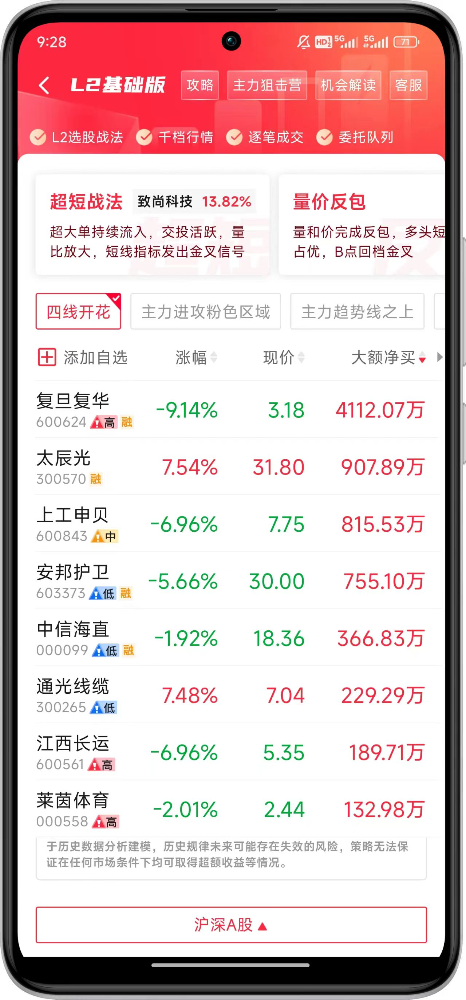 9:28
HD 1 2 5G 5G 71
L2基础版 攻略 主力狙击营 机会解读 客服
L2选股战法 千档行情 逐笔成交 委托队列
超短战法 致尚科技 13.82%
超大单持续流入，交投活跃，量
比放大，短线指标发出金叉信号
量价反包
量和价完成反包，多头短
占优，B点回档金叉
四线开花 主力进攻粉色区域 主力趋势线之上
添加自选 涨幅 现价 大额净买
复旦复华 -9.14% 3.18 4112.07万
600624 高 融
太辰光 7.54% 31.80 907.89万
300570 融
上工申贝 -6.96% 7.75 815.53万
600843 中
安邦护卫 -5.66% 30.00 755.10万
603373 低 融
中信海直 -1.92% 18.36 366.83万
000099 低 融
通光线缆 7.48% 7.04 229.29万
300265 低
江西长运 -6.96% 5.35 189.71万
600561 高
莱茵体育 -2.01% 2.44 132.98万
000558 高
于历史数据分析建模，历史规律未来可能存在失效的风险，策略无法保
证在任何市场条件下均可取得超额收益等情况。
沪深A股